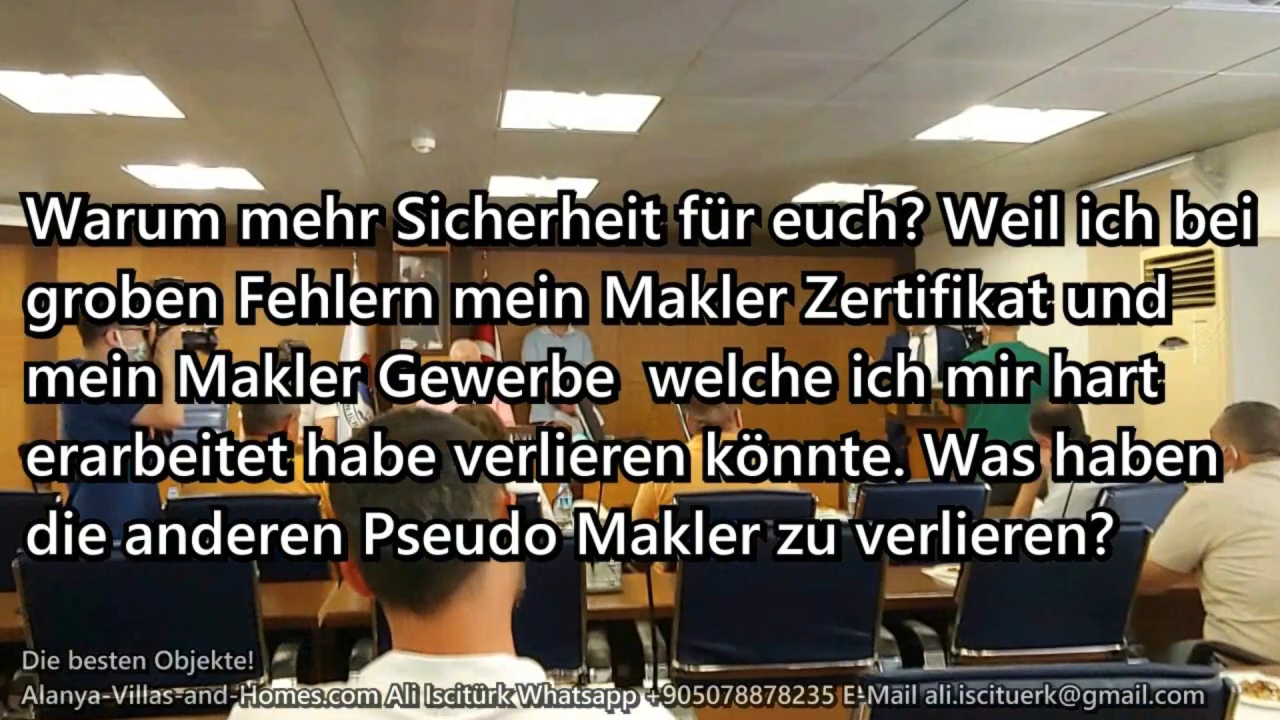 Warum mehr Sicherheit für euch? Weil ich bei
groben Fehlern mein Makler Zertifikat und
mein Makler Gewerbe welche ich mir hart
erarbeitet habe verlieren könnte. Was haben
die anderen Pseudo Makler zu verlieren?
Die besten Objekte!
Alanya-Villas-and-Homes.com Ali Iscitürk Whatsapp +905078878235 E-Mail ali.iscituerk@gmail.com